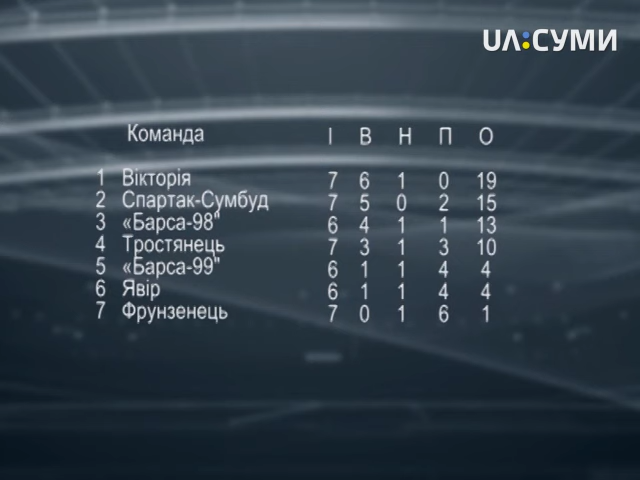 UA:СУМИ
Команда І В Н П О
1 Вікторія 7 6 1 0 19
2 Спартак-Сумбуд 7 5 0 2 15
3 «Барса-98" 6 4 1 1 13
4 Тростянець 7 3 1 3 10
5 «Барса-99" 6 1 1 4 4
6 Явір 6 1 1 4 4
7 Фрунзенець 7 0 1 6 1